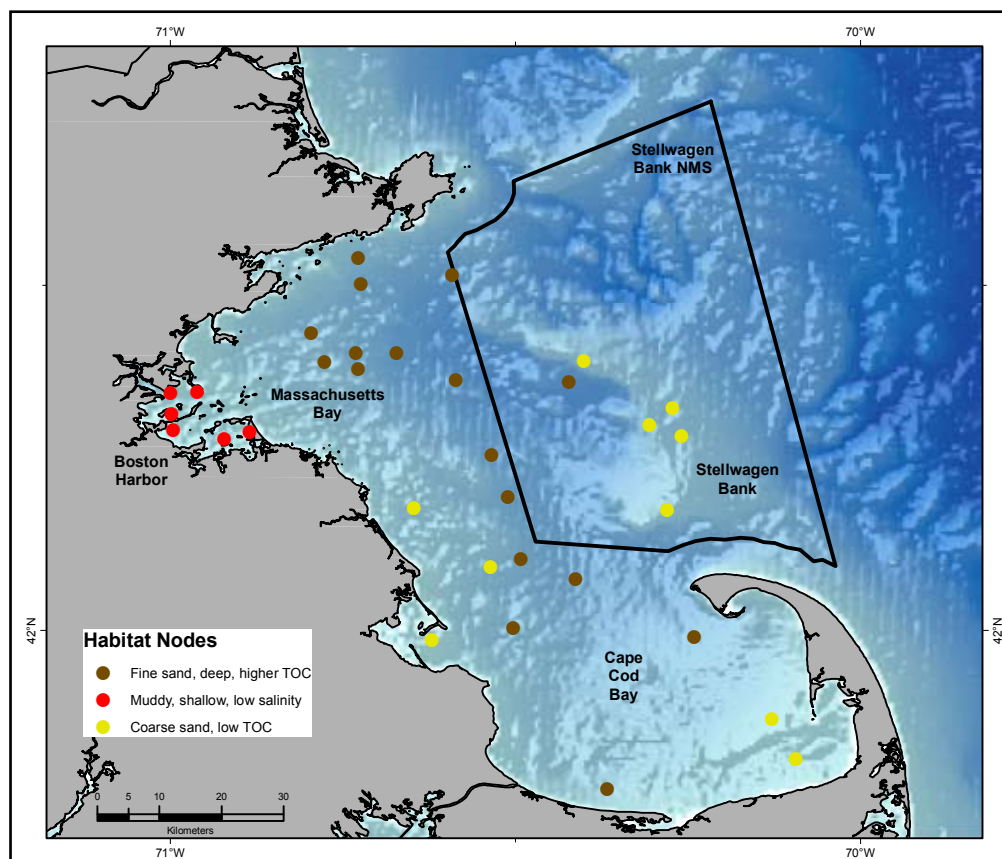 71°W
70°W
Stellwagen
Bank NMS
Massachusetts
Bay
Boston
Harbor
Stellwagen
Bank
42°N
42°N
Cape
Cod
Bay
Habitat Nodes
Fine sand, deep, higher TOC
Muddy, shallow, low salinity
Coarse sand, low TOC
0 5 10 20 30
Kilometers
71°W
70°W